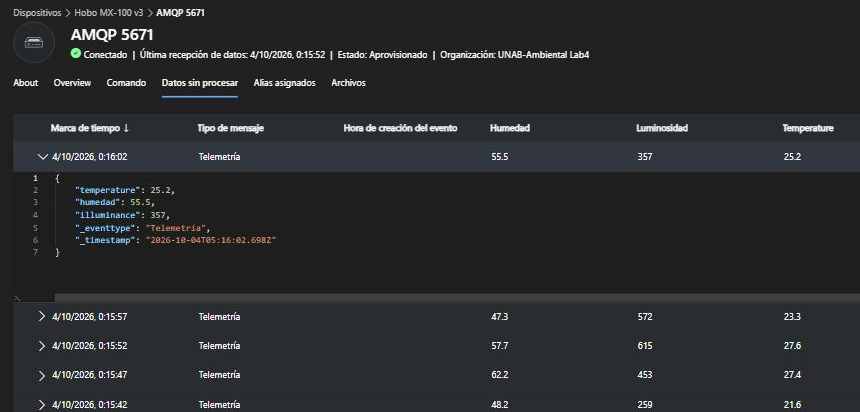 Dispositivos > Hobo MX-100 v3 > AMQP 5671
AMQP 5671
Conectado | Última recepción de datos: 4/10/2026, 0:15:52 | Estado: Aprovisionado | Organización: UNAB-Ambiental Lab4
About Overview Comando Datos sin procesar Alias asignados Archivos
Marca de tiempo ↓ Tipo de mensaje Hora de creación del evento Humedad Luminosidad Temperature
4/10/2026, 0:16:02 Telemetría 55.5 357 25.2
1 {
2 "temperature": 25.2,
3 "humedad": 55.5,
4 "illuminance": 357,
5 "_eventtype": "Telemetría",
6 "_timestamp": "2026-10-04T05:16:02.698Z"
7 }
4/10/2026, 0:15:57 Telemetría 47.3 572 23.3
4/10/2026, 0:15:52 Telemetría 57.7 615 27.6
4/10/2026, 0:15:47 Telemetría 62.2 453 27.4
4/10/2026, 0:15:42 Telemetría 48.2 259 21.6